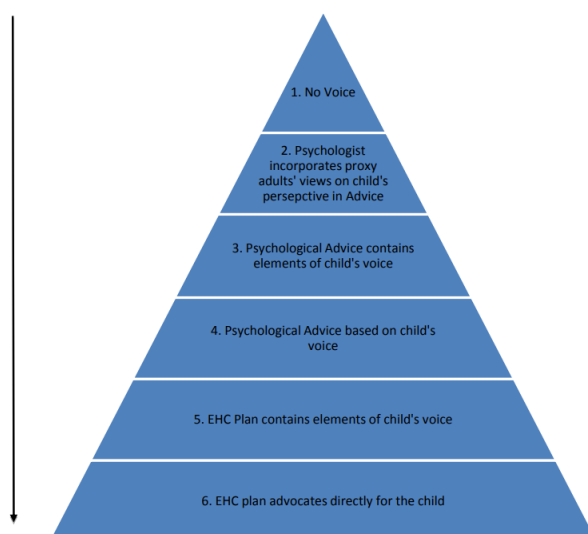 1. No Voice
2. Psychologist
incorporates proxy
adults' views on child's
persepctive in Advice
3. Psychological Advice contains
elements of child's voice
4. Psychological Advice based on child's
voice
5. EHC Plan contains elements of child's voice
6. EHC plan advocates directly for the child